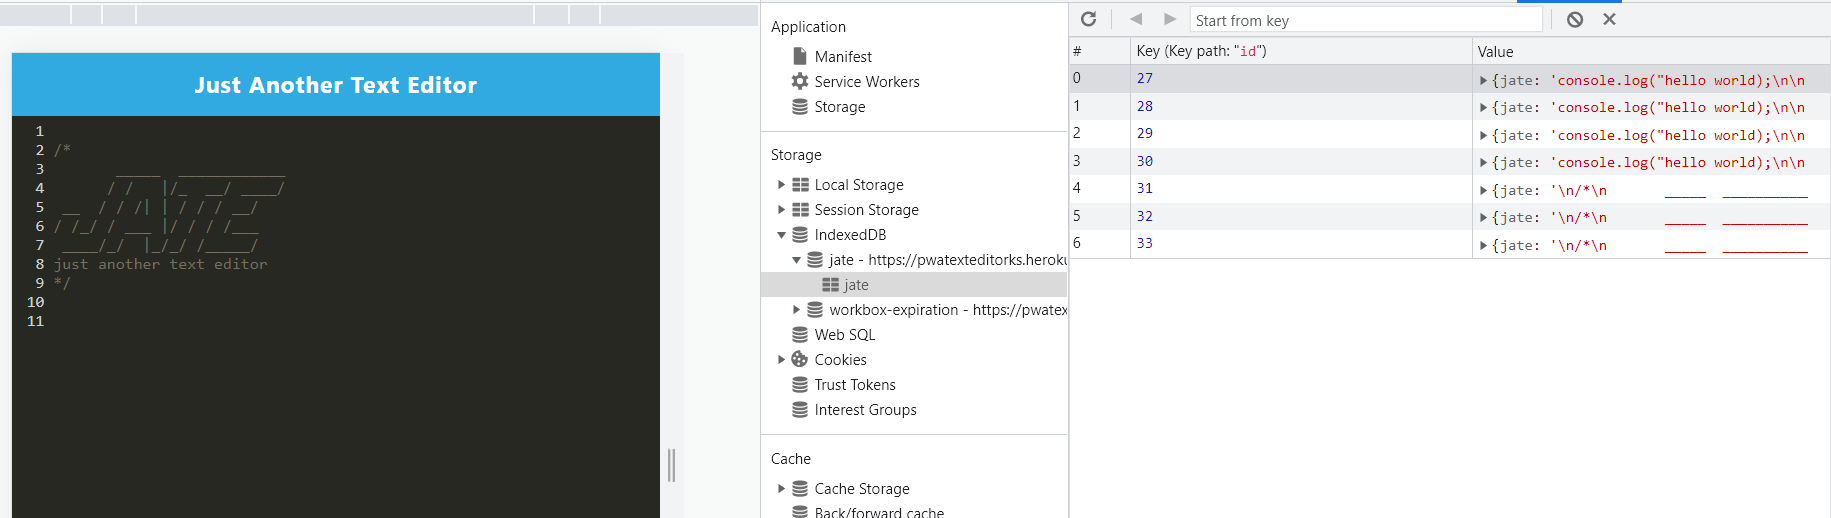 Just Another Text Editor
1
2 /*
3        _____  ____________
4       / /   |/_  __/ ____/
5  __  / / /| | / / / __/
6 / /_/ / ___ |/ / / /___
7  ____/_/  |_/_/ /_____/
8 just another text editor
9 */
10
11
Application
Manifest
Service Workers
Storage
Storage
Local Storage
Session Storage
IndexedDB
jate - https://pwatexteditorks.heroku
jate
workbox-expiration - https://pwatex
Web SQL
Cookies
Trust Tokens
Interest Groups
Cache
Cache Storage
Back/forward cache
Start from key
# Key (Key path: "id") Value
0 27 {jate: 'console.log("hello world);\n\n
1 28 {jate: 'console.log("hello world);\n\n
2 29 {jate: 'console.log("hello world);\n\n
3 30 {jate: 'console.log("hello world);\n\n
4 31 {jate: '\n/*\n       _____  __________
5 32 {jate: '\n/*\n       _____  __________
6 33 {jate: '\n/*\n       _____  __________